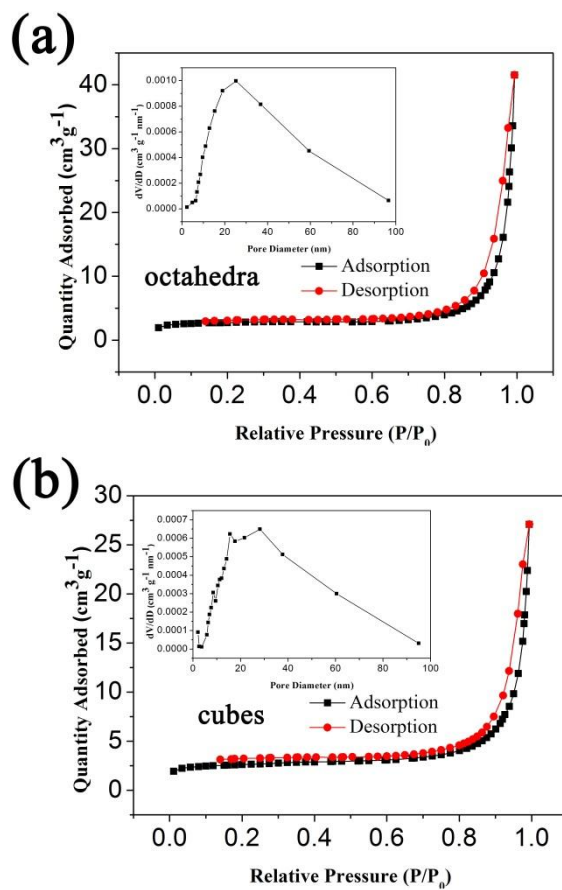 (a)
40
30
20
10
0
Quantity Adsorbed (cm³g⁻¹)
0.0010
0.0008
0.0006
0.0004
0.0002
0.0000
dV/dD (cm³g⁻¹ nm⁻¹)
0 20 40 60 80 100
Pore Diameter (nm)
octahedra
Adsorption
Desorption
0.0 0.2 0.4 0.6 0.8 1.0
Relative Pressure (P/P₀)
(b)
30
25
20
15
10
5
0
Quantity Adsorbed (cm³g⁻¹)
0.0007
0.0006
0.0005
0.0004
0.0003
0.0002
0.0001
0.0000
dV/dD (cm³g⁻¹ nm⁻¹)
0 20 40 60 80 100
Pore Diameter (nm)
cubes
Adsorption
Desorption
0.0 0.2 0.4 0.6 0.8 1.0
Relative Pressure (P/P₀)